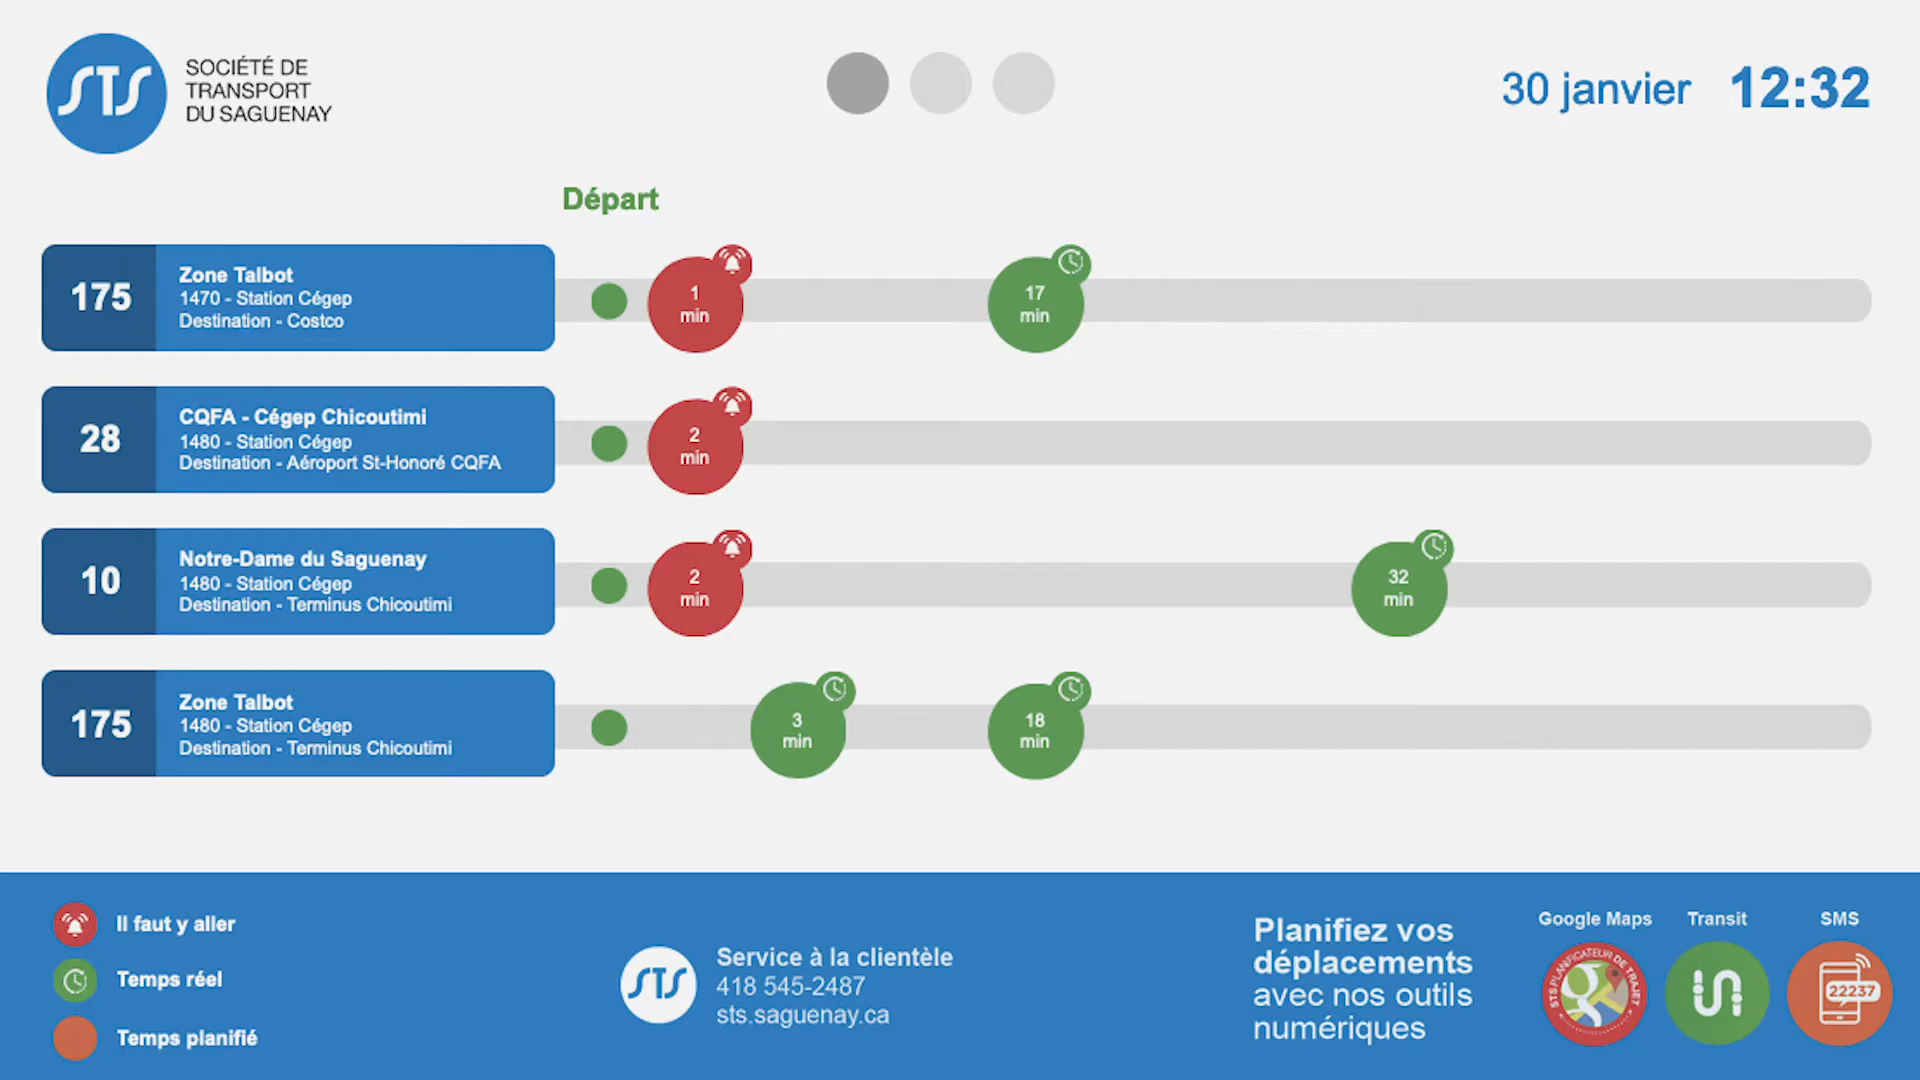 STS
SOCIÉTÉ DE
TRANSPORT
DU SAGUENAY
30 janvier 12:32
Départ
175
Zone Talbot
1470 - Station Cégep
Destination - Costco
1
min
17
min
28
CQFA - Cégep Chicoutimi
1480 - Station Cégep
Destination - Aéroport St-Honoré CQFA
2
min
10
Notre-Dame du Saguenay
1480 - Station Cégep
Destination - Terminus Chicoutimi
2
min
32
min
175
Zone Talbot
1480 - Station Cégep
Destination - Terminus Chicoutimi
3
min
18
min
Il faut y aller
Temps réel
Temps planifié
STS
Service à la clientèle
418 545-2487
sts.saguenay.ca
Planifiez vos
déplacements
avec nos outils
numériques
Google Maps
STS PLANIFICATEUR DE TRAJET
Transit
SMS
22237